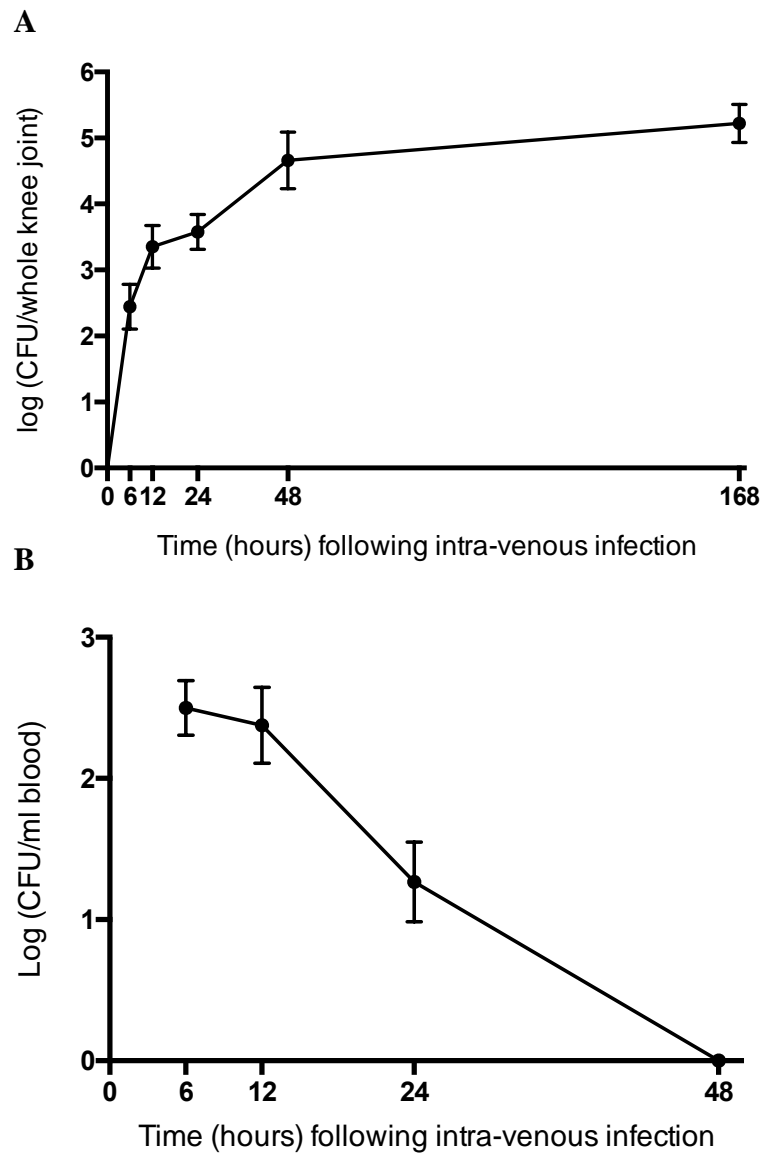 A
6
5
4
3
2
1
0
log (CFU/whole knee joint)
0 6 12 24 48 168
Time (hours) following intra-venous infection
B
3
2
1
0
Log (CFU/ml blood)
0 6 12 24 48
Time (hours) following intra-venous infection